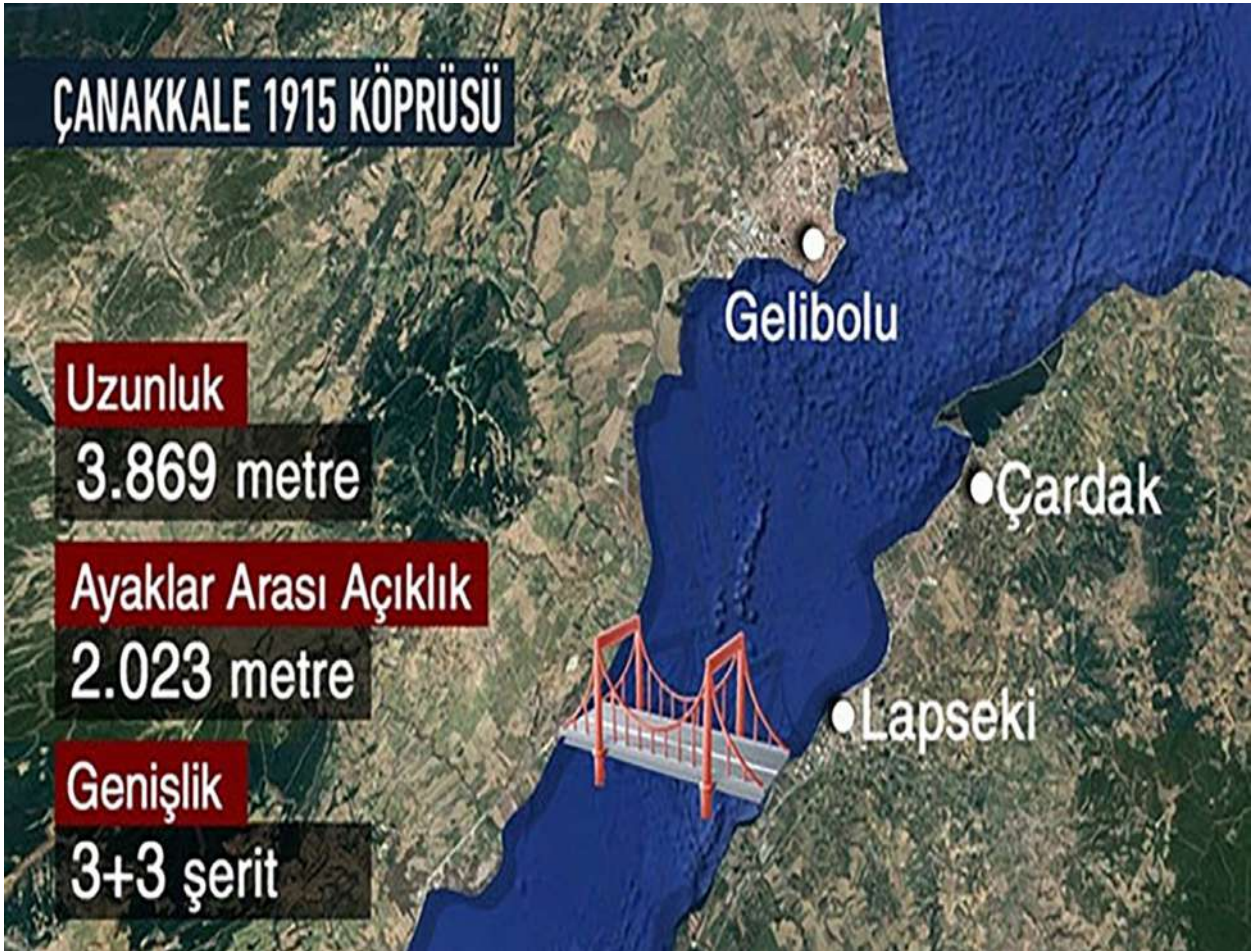 ÇANAKKALE 1915 KÖPRÜSÜ
Gelibolu
Uzunluk
3.869 metre
Çardak
Ayaklar Arası Açıklık
2.023 metre
Lapseki
Genişlik
3+3 şerit